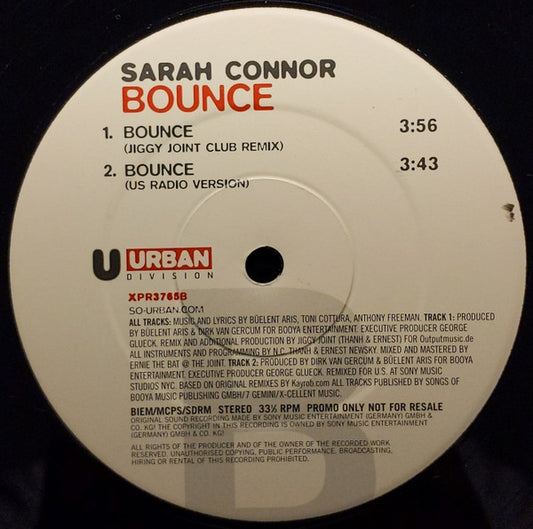 SARAH CONNOR
BOUNCE
1. BOUNCE 3:56
(JIGGY JOINT CLUB REMIX)
2. BOUNCE 3:43
(US RADIO VERSION)
U URBAN
DIVISION
XPR3765B
SO-URBAN.COM
ALL TRACKS: MUSIC AND LYRICS BY BÜELENT ARIS, TONI COTTURA, ANTHONY FREEMAN. TRACK 1: PRODUCED
BY BÜELENT ARIS & DIRK VAN GERCUM FOR BOOYA ENTERTAINMENT. EXECUTIVE PRODUCER GEORGE
GLUECK. REMIX AND ADDITIONAL PRODUCTION BY JIGGY JOINT (THANH & ERNEST) FOR Outputmusic.de
ALL INSTRUMENTS AND PROGRAMMING BY N.C. THANH & ERNEST NEWSKY. MIXED AND MASTERED BY
ERNIE THE BAT @ THE JOINT. TRACK 2: PRODUCED BY DIRK VAN GERCUM & BÜELENT ARIS FOR BOOYA
ENTERTAINMENT. EXECUTIVE PRODUCER GEORGE GLUECK. REMIXED FOR U.S. AT SONY MUSIC
STUDIOS NYC. BASED ON ORIGINAL REMIXES BY Kayrob.com ALL TRACKS PUBLISHED BY SONGS OF
BOOYA MUSIC PUBLISHING GMBH/7 GEMINI/X-CELLENT MUSIC.
BIEM/MCPS/SDRM STEREO 33⅓ RPM PROMO ONLY NOT FOR RESALE
ORIGINAL SOUND RECORDING MADE BY SONY MUSIC ENTERTAINMENT (GERMANY) GMBH &
CO. KG! THE COPYRIGHT IN THIS RECORDING IS OWNED BY SONY MUSIC ENTERTAINMENT
(GERMANY) GMBH & CO. KG!
ALL RIGHTS OF THE PRODUCER AND OF THE OWNER OF THE RECORDED WORK
RESERVED. UNAUTHORISED COPYING, PUBLIC PERFORMANCE, BROADCASTING,
HIRING OR RENTAL OF THIS RECORDING PROHIBITED.
B